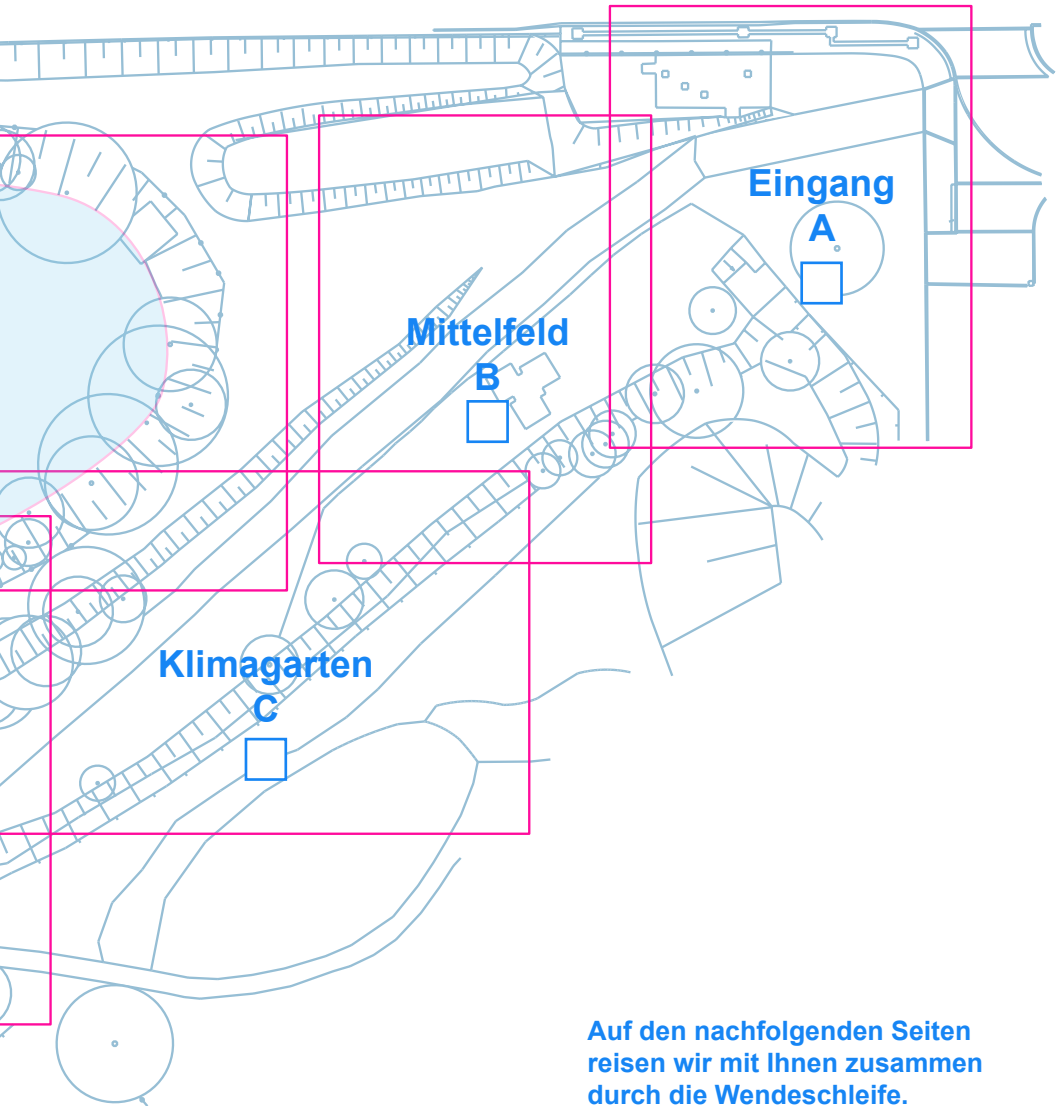 Eingang
A
Mittelfeld
B
Klimagarten
C
Auf den nachfolgenden Seiten
reisen wir mit Ihnen zusammen
durch die Wendeschleife.